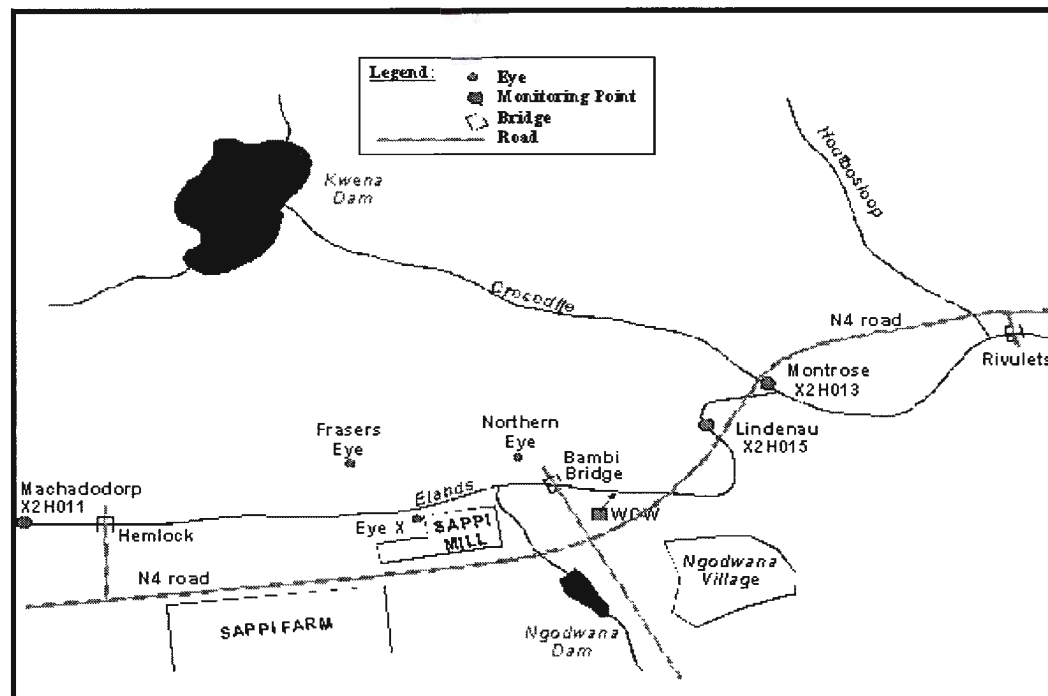 Legend:
Eye
Monitoring Point
Bridge
Road
Kwena
Dam
Houtbosloop
Crocodile
N4 road
Rivulets
Montrose
X2H013
Frasers
Eye
Northern
Eye
Lindenau
X2H015
Bambi
Bridge
Machadodorp
X2H011
Elands
Hemlock
Eye X
SAPPI
MILL
Ngodwana
Village
N4 road
SAPPI FARM
Ngodwana
Dam